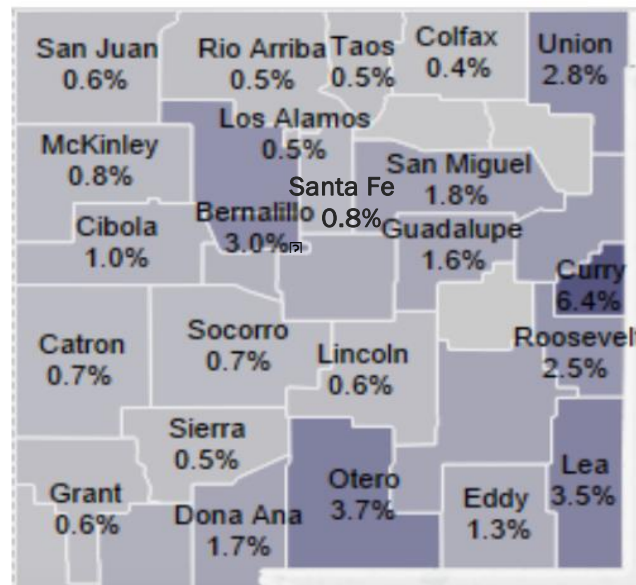 San Juan
0.6%
Rio Arriba
0.5%
Taos
0.5%
Colfax
0.4%
Union
2.8%
McKinley
0.8%
Los Alamos
0.5%
San Miguel
1.8%
Santa Fe
0.8%
Cibola
1.0%
Bernalillo
3.0%
Guadalupe
1.6%
Curry
6.4%
Roosevelt
2.5%
Catron
0.7%
Socorro
0.7%
Lincoln
0.6%
Sierra
0.5%
Grant
0.6%
Dona Ana
1.7%
Otero
3.7%
Eddy
1.3%
Lea
3.5%